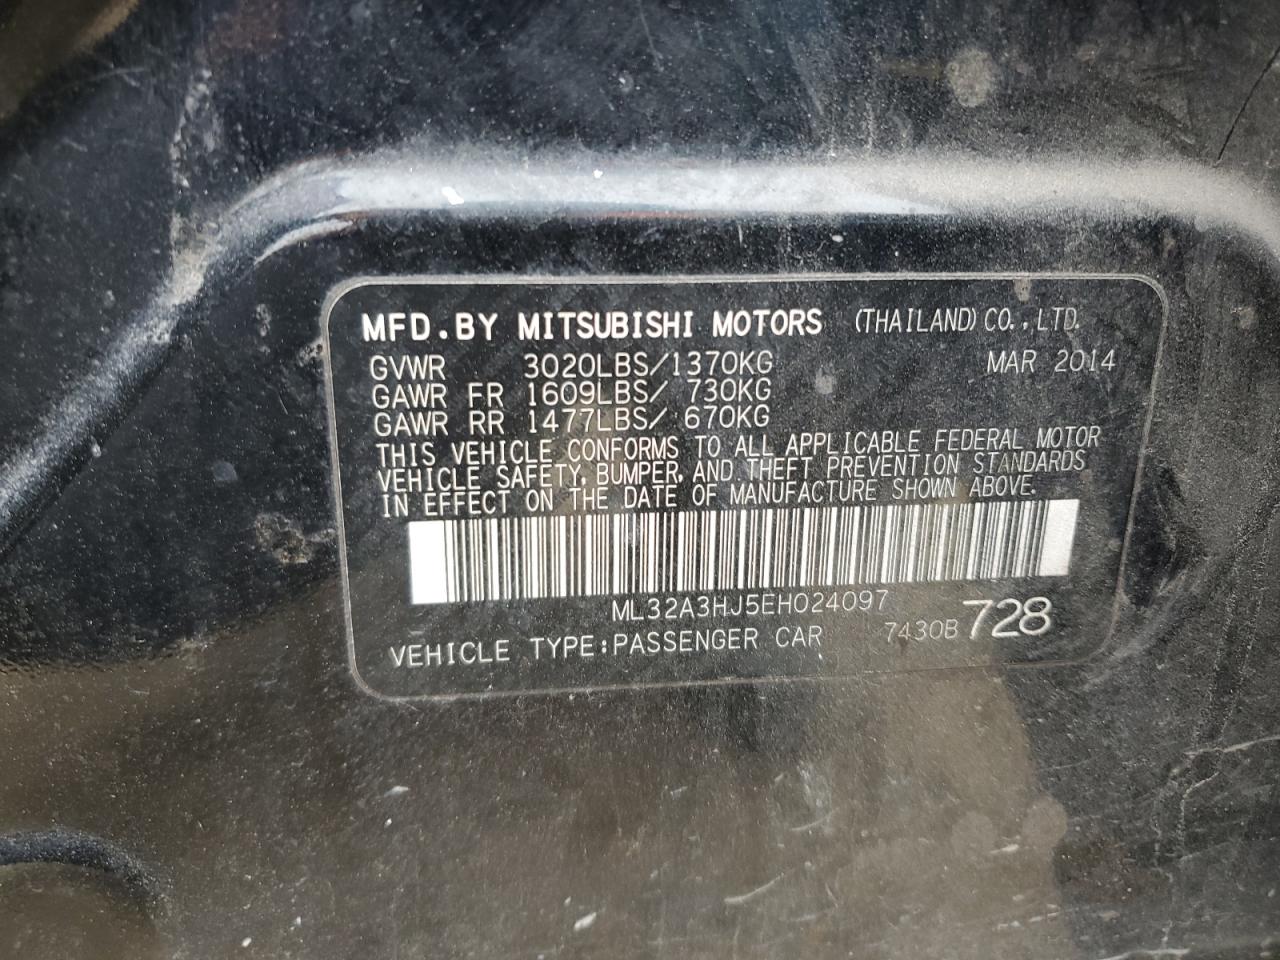 MFD.BY MITSUBISHI MOTORS (THAILAND) CO.,LTD.
GVWR 3020LBS/1370KG MAR 2014
GAWR FR 1609LBS/ 730KG
GAWR RR 1477LBS/ 670KG
THIS VEHICLE CONFORMS TO ALL APPLICABLE FEDERAL MOTOR
VEHICLE SAFETY, BUMPER, AND THEFT PREVENTION STANDARDS
IN EFFECT ON THE DATE OF MANUFACTURE SHOWN ABOVE.
ML32A3HJ5EH024097
VEHICLE TYPE:PASSENGER CAR 7430B 728